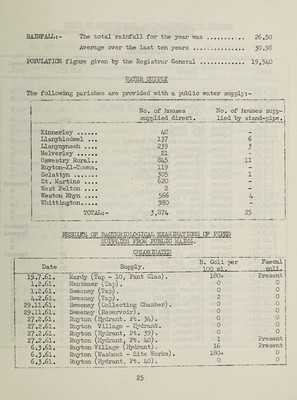 RAINFALL:- The total rainfall for the year was ............ 26.50
Average over the last ten years .............. 30.98
POPULATION figure given by the Registrar General ........... 19,540
WATER SUPPLY
The following parishes are provided with a public water supply:-
No. of houses supplied direct. No. of houses supp- lied by stand-pipe.
Kinnerley ...... 40 -
Llanyblodwel ... 137 6
Llanymynech .... 239 3
Melverley ...... 21 -
Oswestry Rural.. 845 11
Ruyton-XI-Towns. 119 -
Selattyn ....... 305 1
St. Martins .... 620 -
West Felton .... 2 -
Weston Rhyn .... 566 4
Whittington..... 980 -
TOTAL:- 3,874 25
RESULTS OF BACTERIOLOGICAL EXAMINATIONS OF PIPED
SUPPLIES FROM PUBLIC MAINS.
CHLORINATED
Date Supply. B. Coli per 100 ml. Faecal coli.
19.7.61. Hardy (Tap - 10, Pant Glas). 180+ Present
1.2.61. Nantmawr (Tap). 0 0
1.2.61. Sweeney (Tap). 0 0
4.2.61. Sweeney (Tap). 2 0
29.11.61. Sweeney (Collecting Chamber). 0 0
29.11.61. Sweeney (Reservoir). 0 0
27.2.61. Ruyton (Hydrant. Pt. 34). 0 0
27.2.61. Ruyton Village - Hydrant. 0 0
27.2.61. Ruyton (Hydrant, Pt. 39). 0 0
27.2.61. Ruyton (Hydrant, Pt. 40). 1 Present
6.3.61. Ruyton Village (Hydrant). 16 Present
6.3.61. Ruyton (Washout - Site Works). 180+ 0
6.3.61. Ruyton (Hydrant, Pt. 40). 0 0
25